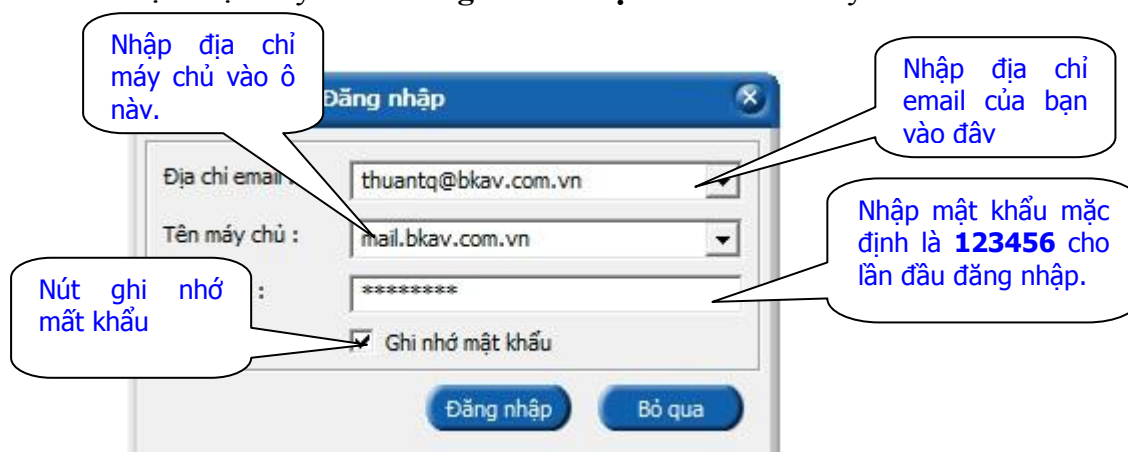 Nhập địa chỉ
máy chủ vào ô
này.
Đăng nhập
Nhập địa chỉ
email của bạn
vào đây
Địa chỉ email :
thuantq@bkav.com.vn
Tên máy chủ :
mail.bkav.com.vn
Nhập mật khẩu mặc
định là 123456 cho
lần đầu đăng nhập.
Nút ghi nhớ
mất khẩu
:
*********
Ghi nhớ mật khẩu
Đăng nhập
Bỏ qua